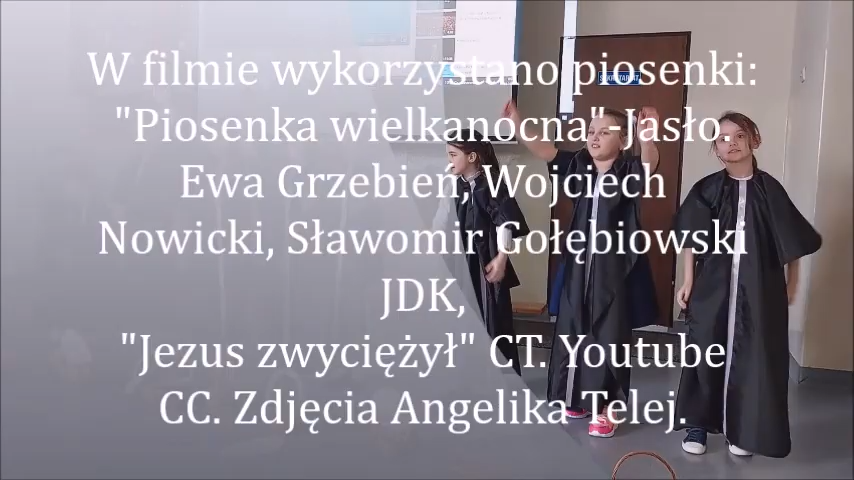 W filmie wykorzystano piosenki:
"Piosenka wielkanocna"-Jasło.
Ewa Grzebień, Wojciech
Nowicki, Sławomir Gołębiowski
JDK,
"Jezus zwyciężył" CT. Youtube
CC. Zdjęcia Angelika Telej.